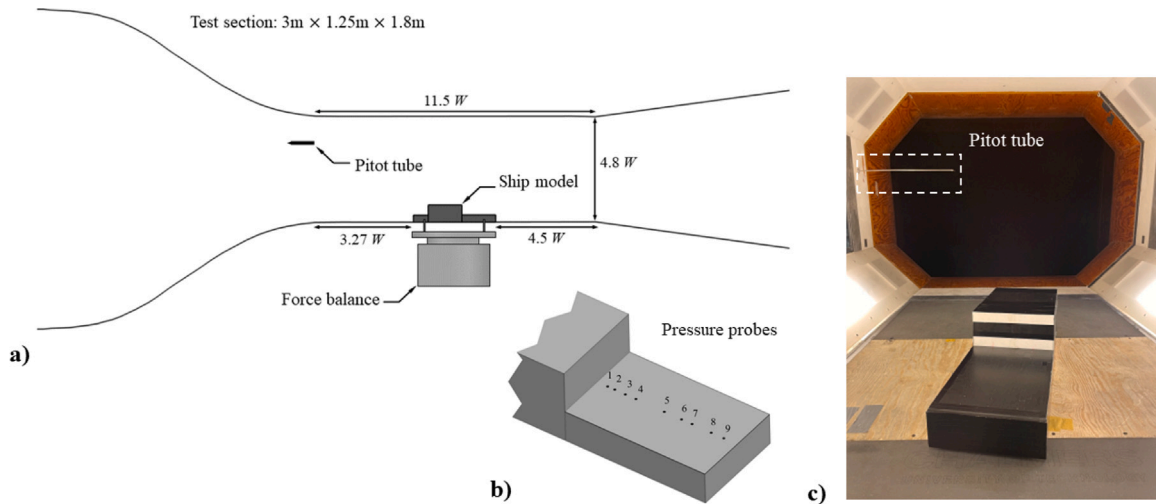 Test section: 3m × 1.25m × 1.8m
11.5 W
Pitot tube
4.8 W
Ship model
3.27 W
4.5 W
Force balance
a)
Pressure probes
1 2 3 4 5 6 7 8 9
b)
Pitot tube
c)